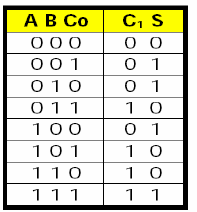 A B Co C₁ S
0 0 0 0 0
0 0 1 0 1
0 1 0 0 1
0 1 1 1 0
1 0 0 0 1
1 0 1 1 0
1 1 0 1 0
1 1 1 1 1